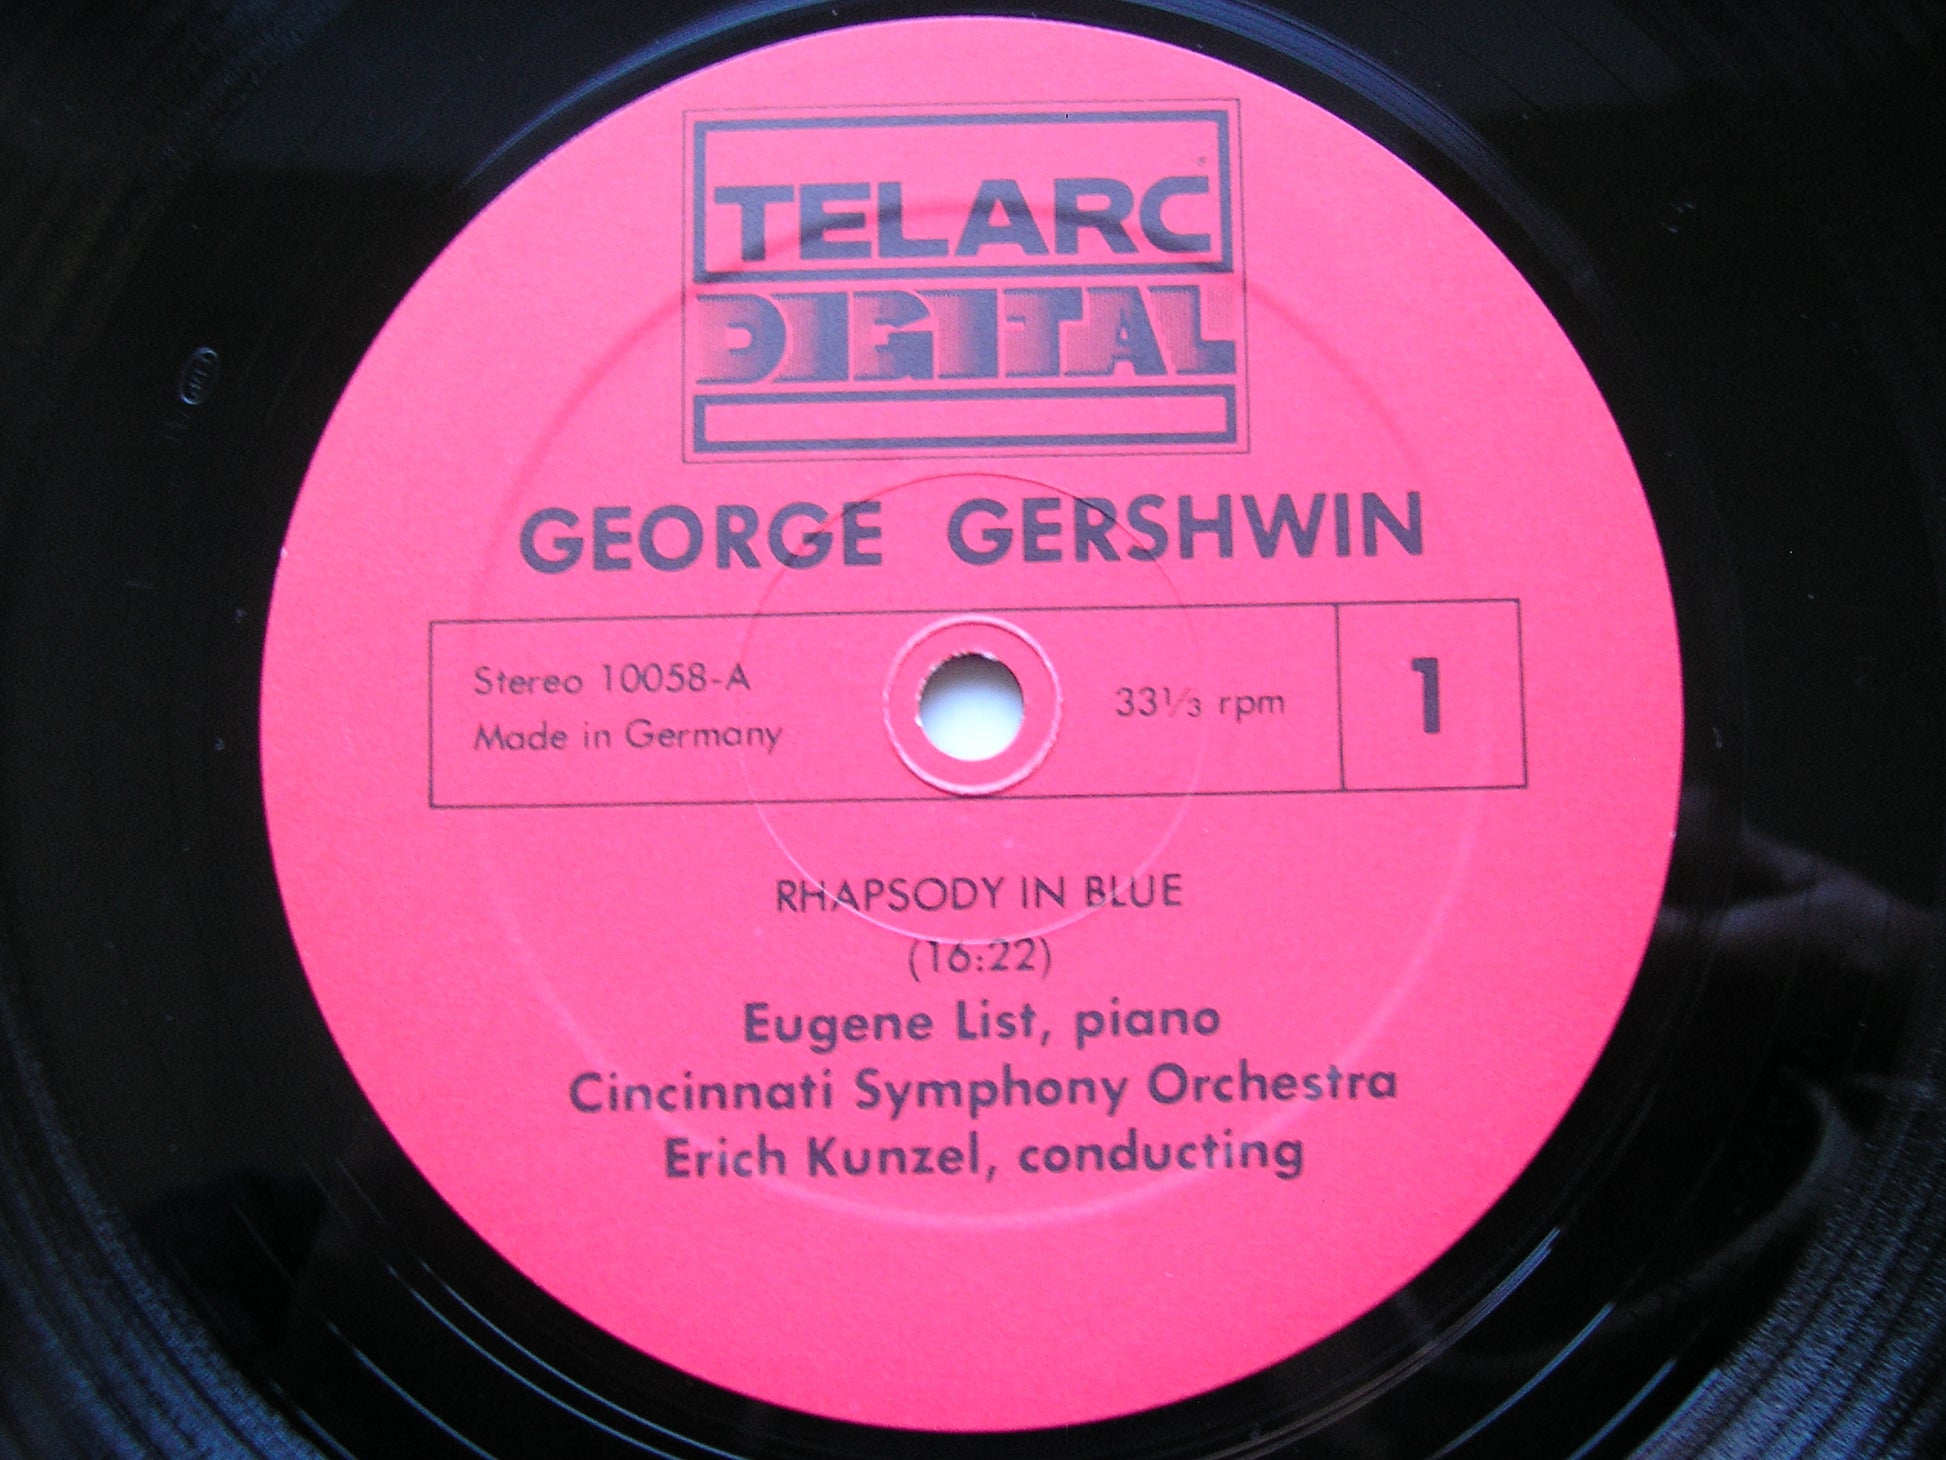 TELARC®
DIGITAL
GEORGE GERSHWIN
Stereo 10058-A
Made in Germany
33⅓ rpm
1
RHAPSODY IN BLUE
(16:22)
Eugene List, piano
Cincinnati Symphony Orchestra
Erich Kunzel, conducting